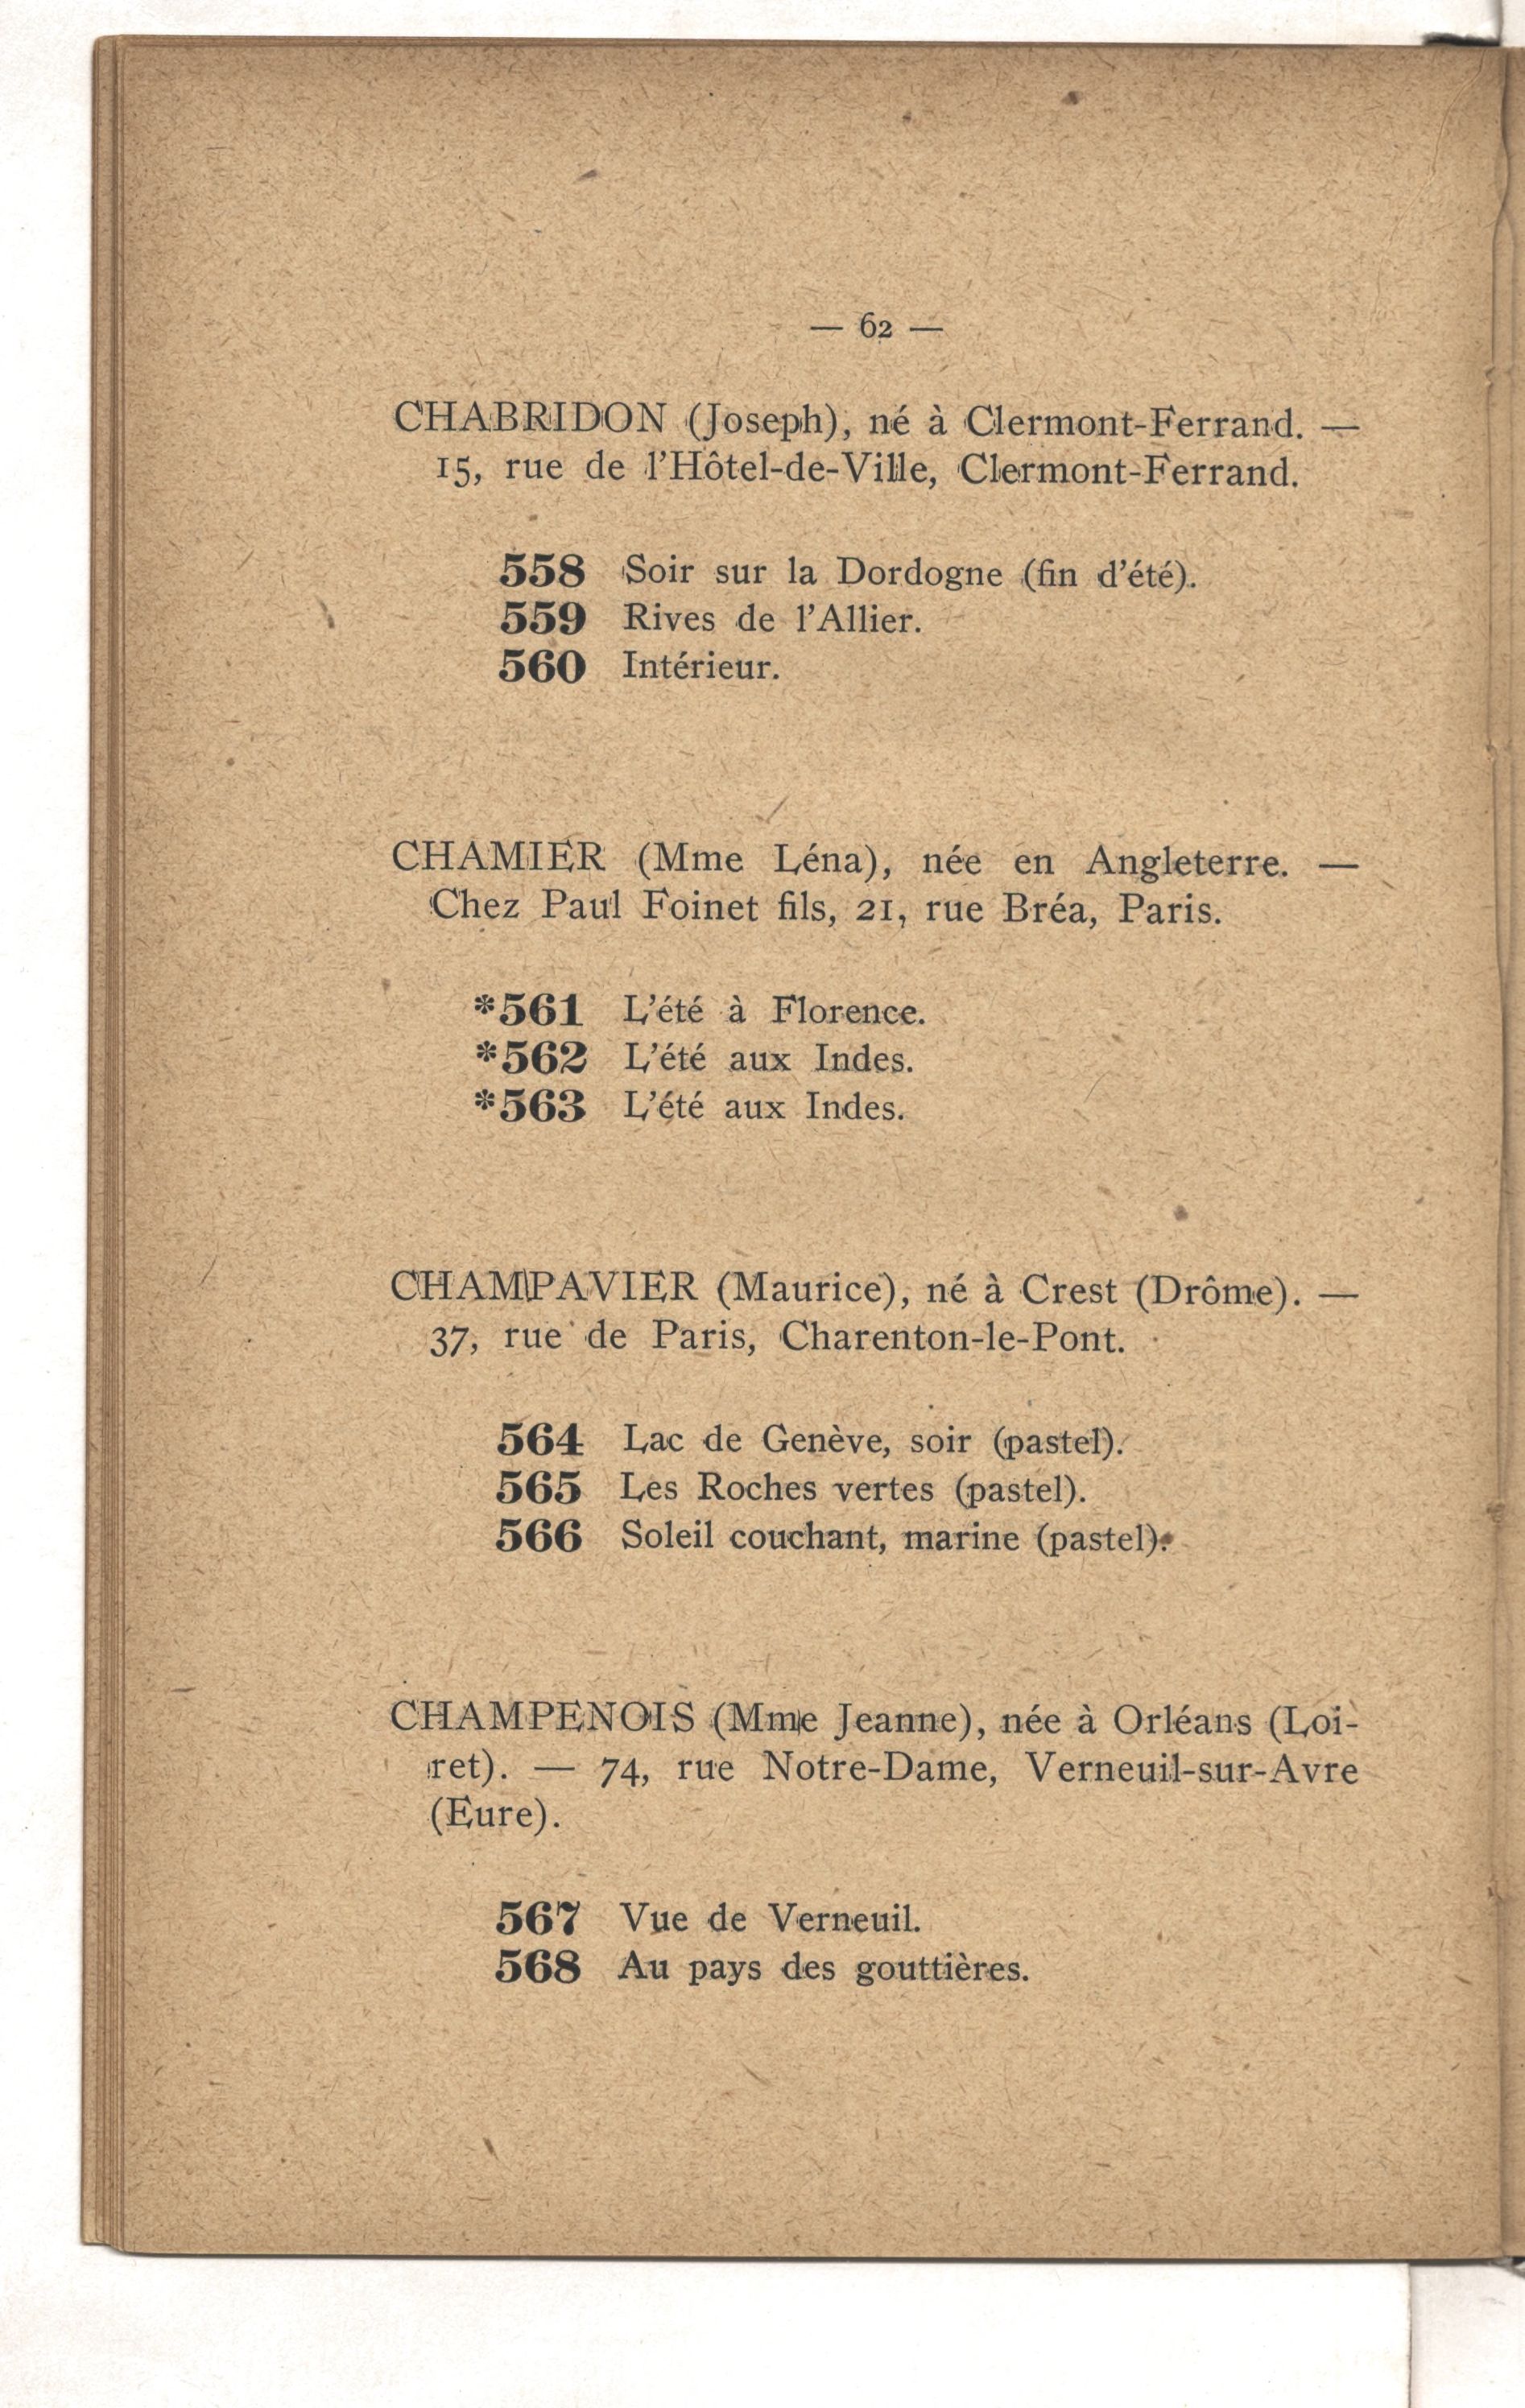 — 62 —
CHABRIDON (Joseph), né à Clermont-Ferrand. —
15, rue de l'Hôtel-de-Ville, Clermont-Ferrand.
558 Soir sur la Dordogne (fin d'été).
559 Rives de l'Allier.
560 Intérieur.
CHAMIER (Mme Léna), née en Angleterre. —
Chez Paul Foinet fils, 21, rue Bréa, Paris.
*561 L'été à Florence.
*562 L'été aux Indes.
*563 L'été aux Indes.
CHAMPAVIER (Maurice), né à Crest (Drôme). —
37, rue de Paris, Charenton-le-Pont.
564 Lac de Genève, soir (pastel).
565 Les Roches vertes (pastel).
566 Soleil couchant, marine (pastel).
CHAMPENOIS (Mme Jeanne), née à Orléans (Loi-
ret). — 74, rue Notre-Dame, Verneuil-sur-Avre
(Eure).
567 Vue de Verneuil.
568 Au pays des gouttières.